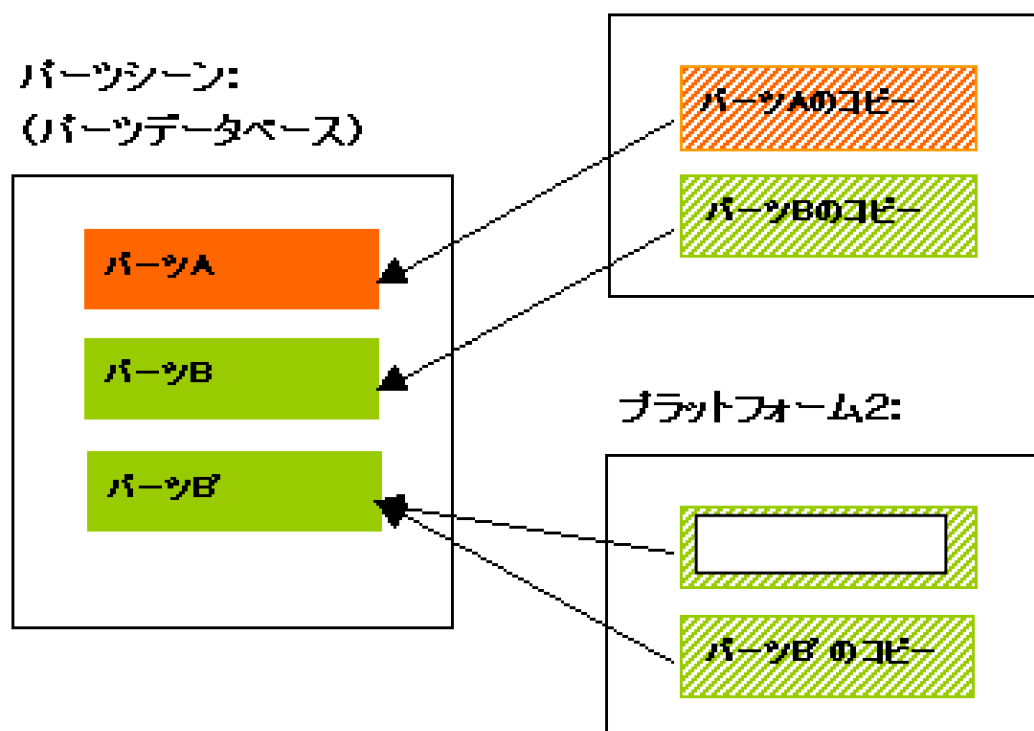 パーツシーン:
(パーツデータベース)
パーツA
パーツB
パーツB'
パーツAのコピー
パーツBのコピー
プラットフォーム2:
パーツB' のコピー